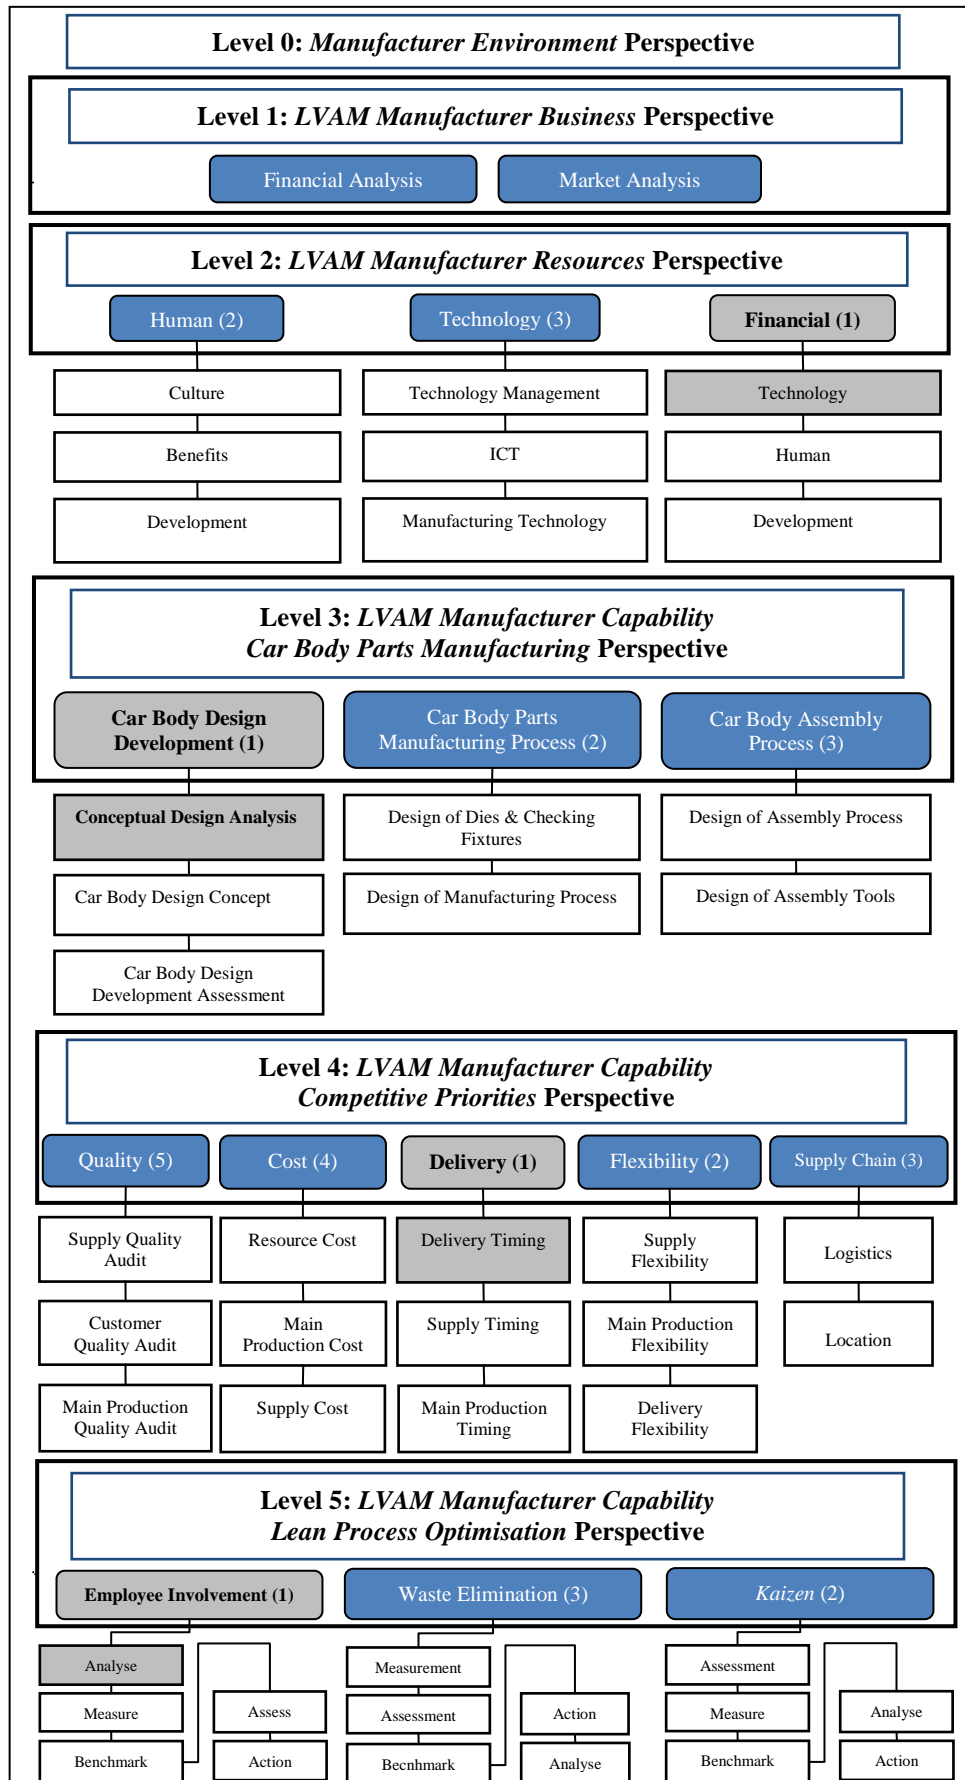 Level 0: Manufacturer Environment Perspective
Level 1: LVAM Manufacturer Business Perspective
Financial Analysis
Market Analysis
Level 2: LVAM Manufacturer Resources Perspective
Human (2)
Technology (3)
Financial (1)
Culture
Technology Management
Technology
Benefits
ICT
Human
Development
Manufacturing Technology
Development
Level 3: LVAM Manufacturer Capability
Car Body Parts Manufacturing Perspective
Car Body Design
Development (1)
Car Body Parts
Manufacturing Process (2)
Car Body Assembly
Process (3)
Conceptual Design Analysis
Design of Dies & Checking
Fixtures
Design of Assembly Process
Car Body Design Concept
Design of Manufacturing Process
Design of Assembly Tools
Car Body Design
Development Assessment
Level 4: LVAM Manufacturer Capability
Competitive Priorities Perspective
Quality (5)
Cost (4)
Delivery (1)
Flexibility (2)
Supply Chain (3)
Supply Quality
Audit
Resource Cost
Delivery Timing
Supply
Flexibility
Logistics
Customer
Quality Audit
Main
Production Cost
Supply Timing
Main Production
Flexibility
Location
Main Production
Quality Audit
Supply Cost
Main Production
Timing
Delivery
Flexibility
Level 5: LVAM Manufacturer Capability
Lean Process Optimisation Perspective
Employee Involvement (1)
Waste Elimination (3)
Kaizen (2)
Analyse
Measure
Benchmark
Assess
Action
Measurement
Assessment
Becnhmark
Action
Analyse
Assessment
Measure
Benchmark
Analyse
Action